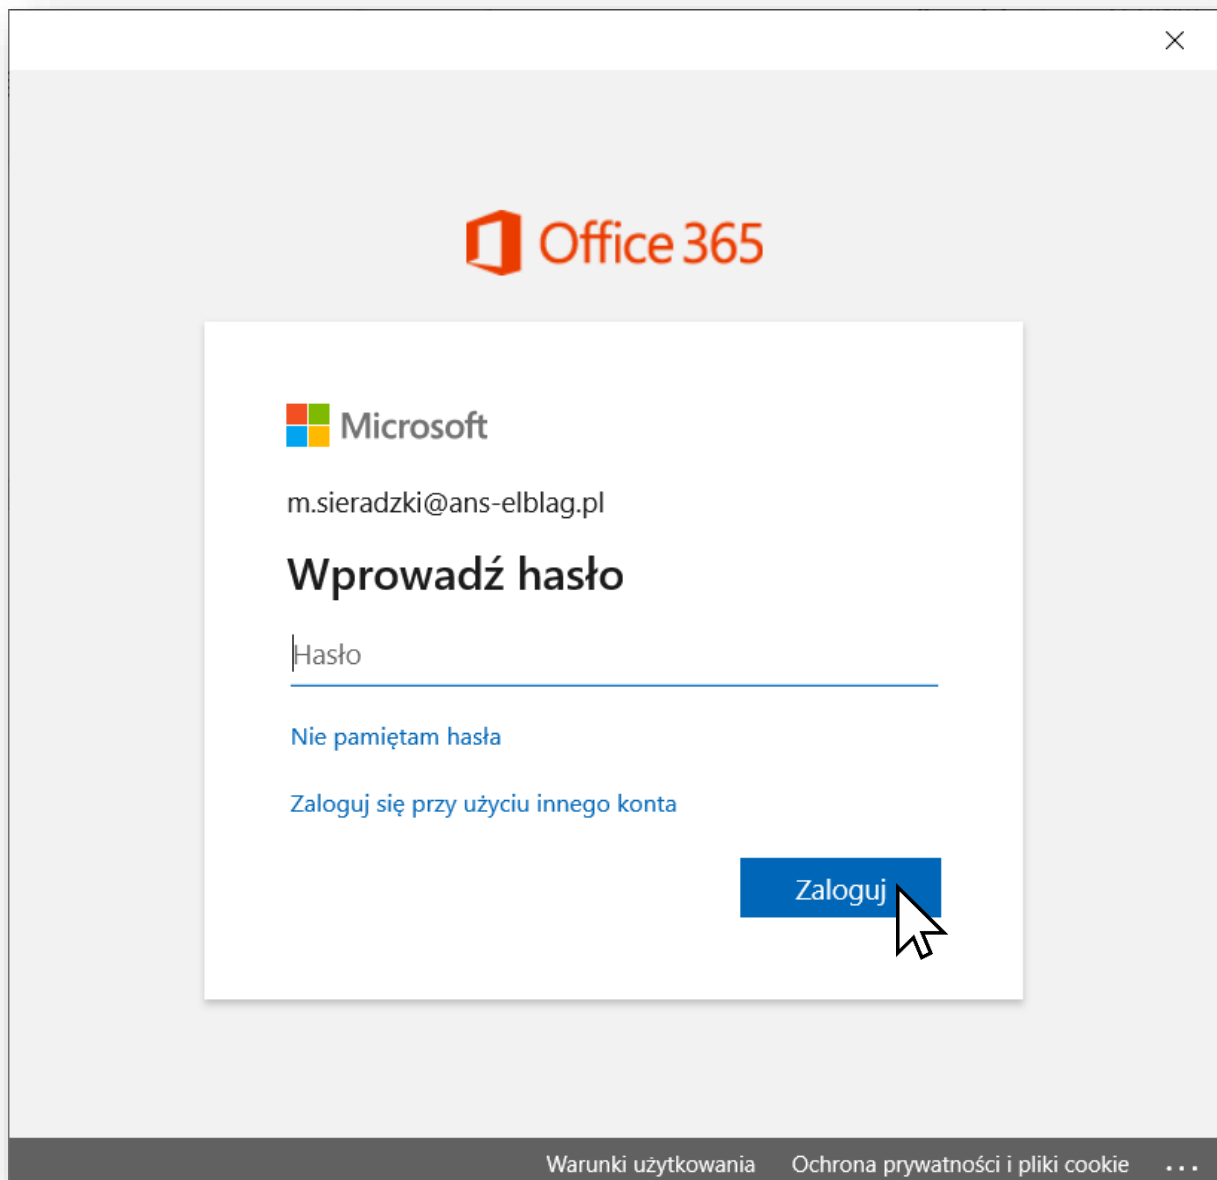 Office 365
Microsoft
m.sieradzki@ans-elblag.pl
Wprowadź hasło
Hasło
Nie pamiętam hasła
Zaloguj się przy użyciu innego konta
Zaloguj
Warunki użytkowania Ochrona prywatności i pliki cookie ...